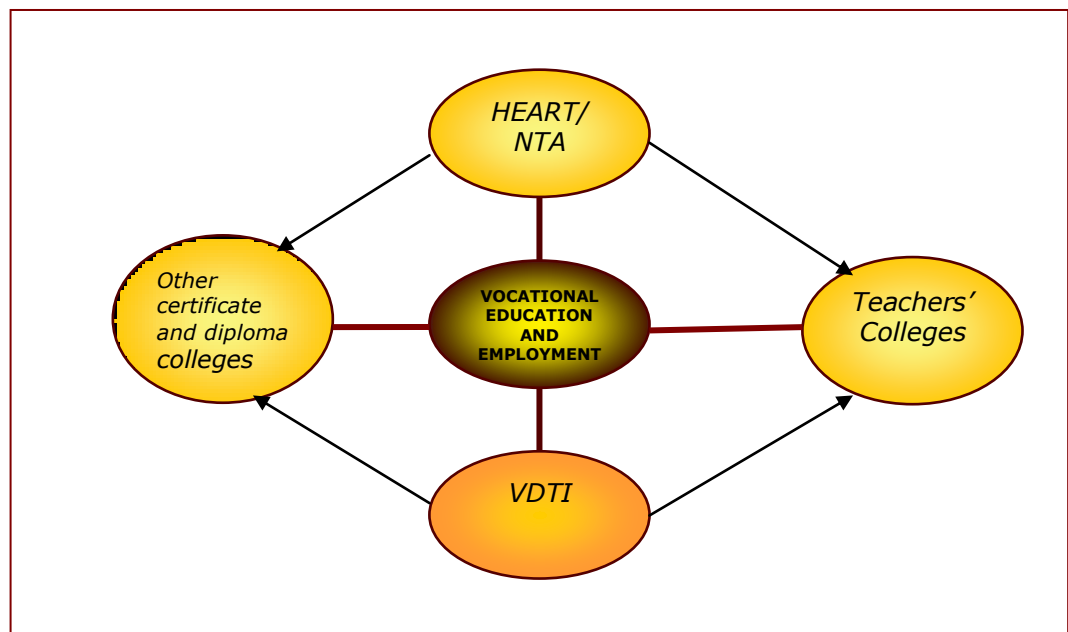 HEART/
NTA
Other
certificate
and diploma
colleges
VOCATIONAL
EDUCATION
AND
EMPLOYMENT
Teachers’
Colleges
VDTI